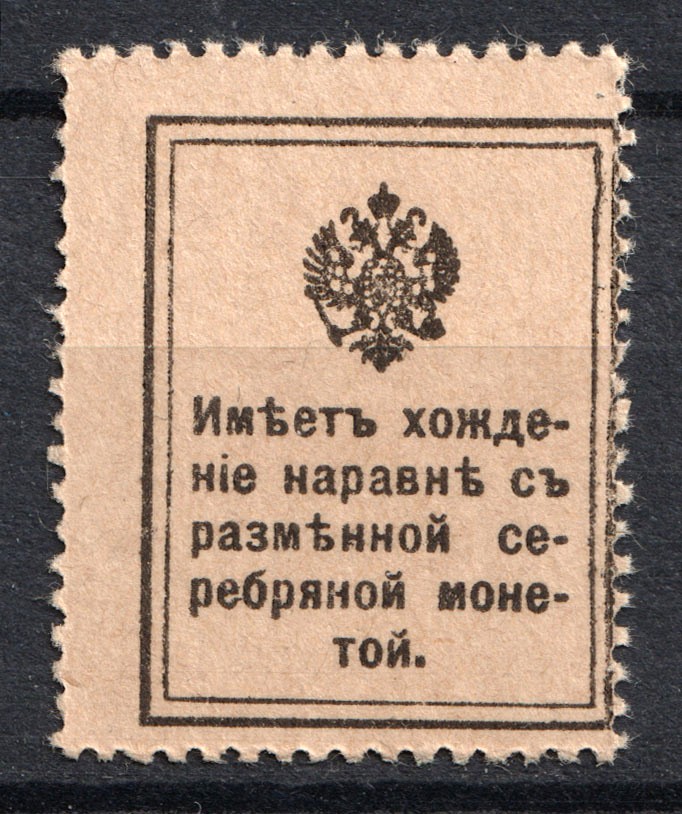 Имѣетъ хожде-
ніе наравнѣ съ
размѣнной се-
ребряной моне-
той.